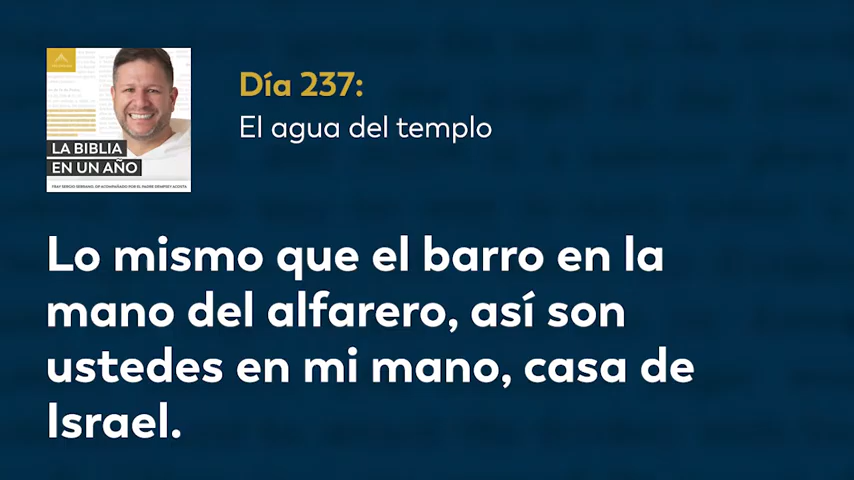 LA BIBLIA
EN UN AÑO
Día 237:
El agua del templo
Lo mismo que el barro en la
mano del alfarero, así son
ustedes en mi mano, casa de
Israel.